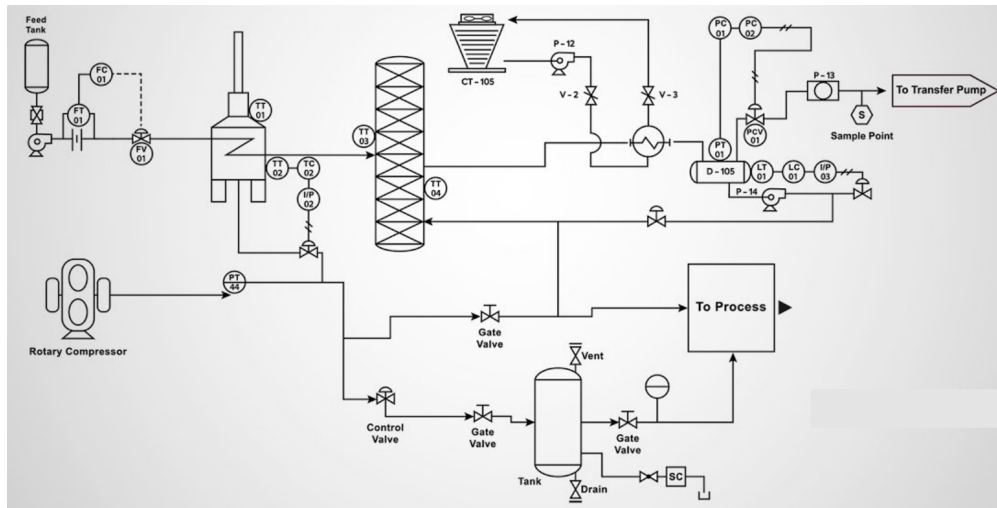 Feed
Tank
FC
01
FT
01
FV
01
TT
01
TT
02
TC
02
I/P
02
TT
03
TT
04
CT-105
P-12
V-2
V-3
PC
01
PC
02
PT
01
PCV
01
P-13
S
Sample Point
To Transfer Pump
D-105
LT
01
LC
01
I/P
03
P-14
PT
44
Rotary Compressor
Gate
Valve
To Process
Control
Valve
Gate
Valve
Vent
Tank
Drain
Gate
Valve
SC